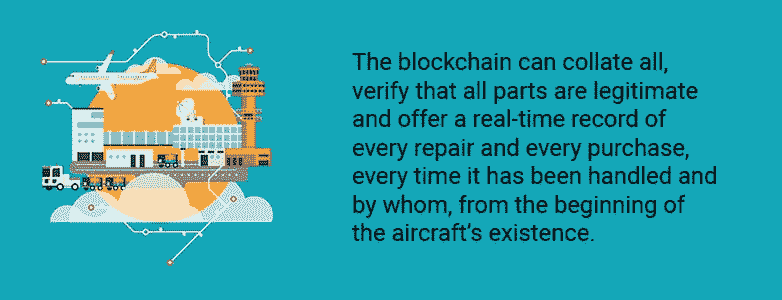 The blockchain can collate all,
verify that all parts are legitimate
and offer a real-time record of
every repair and every purchase,
every time it has been handled and
by whom, from the beginning of
the aircraft‘s existence.